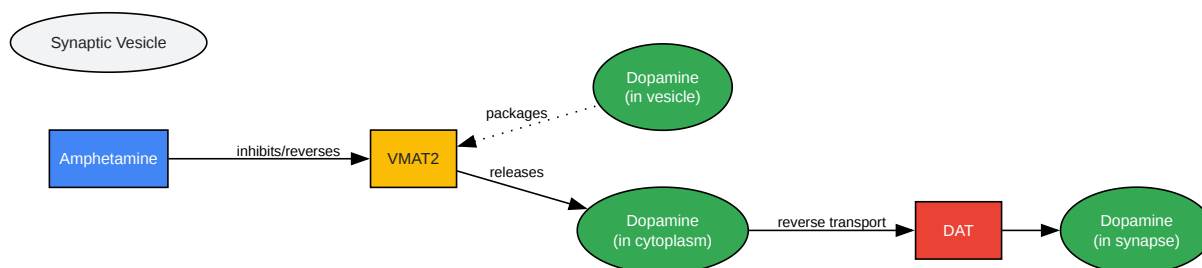 Synaptic Vesicle
Dopamine
(in vesicle)
packages
Amphetamine
inhibits/reverses
VMAT2
releases
Dopamine
(in cytoplasm)
reverse transport
DAT
Dopamine
(in synapse)